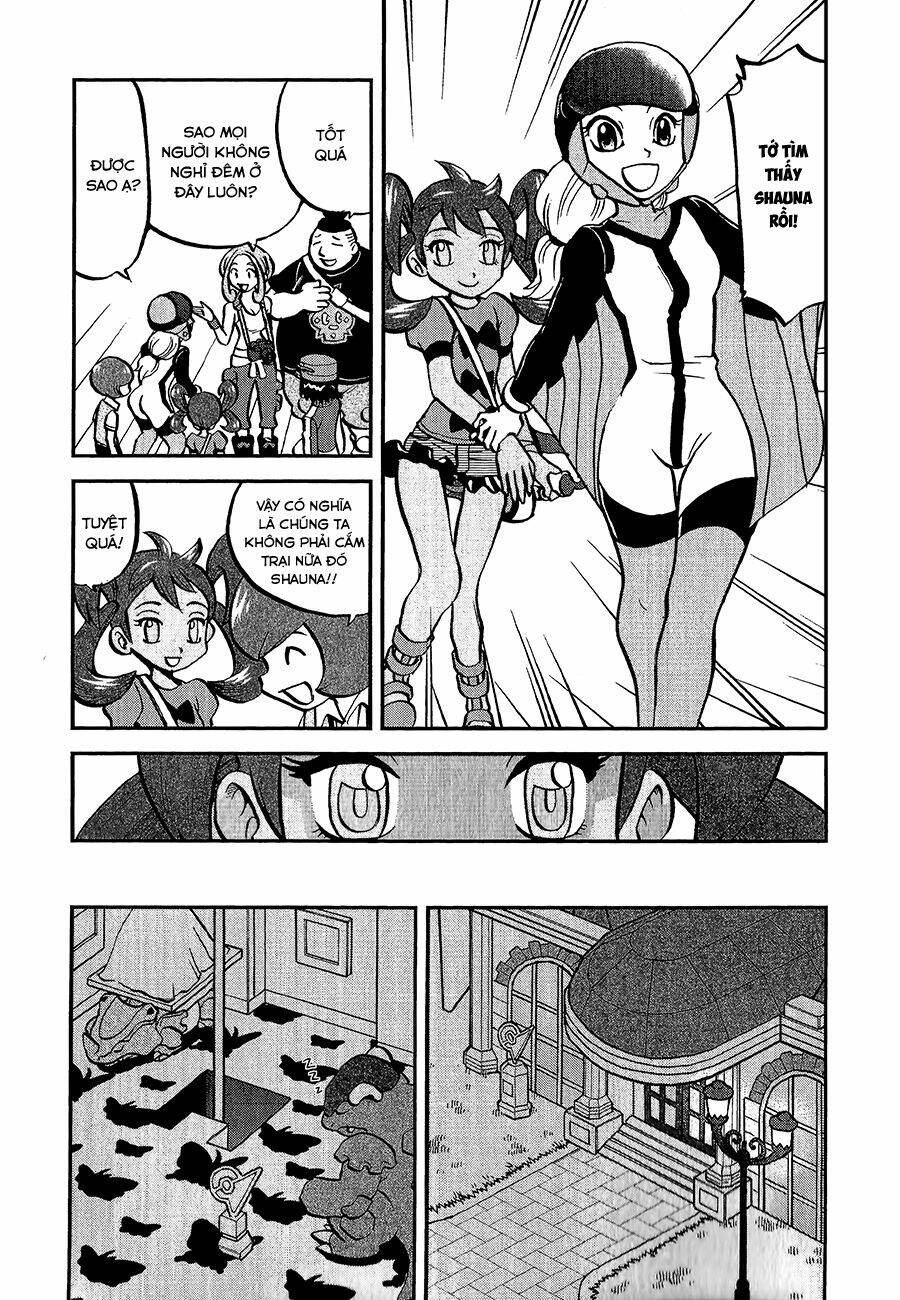 TỚ TÌM
THẤY
SHAUNA
RỒI!
TỐT
QUÁ
SAO MỌI
NGƯỜI KHÔNG
NGHỈ ĐÊM Ở
ĐÂY LUÔN?
ĐƯỢC
SAO Ạ?
VẬY CÓ NGHĨA
LÀ CHÚNG TA
KHÔNG PHẢI CẮM
TRẠI NỮA ĐÓ
SHAUNA!!
TUYỆT
QUÁ!
Z
Z
Z